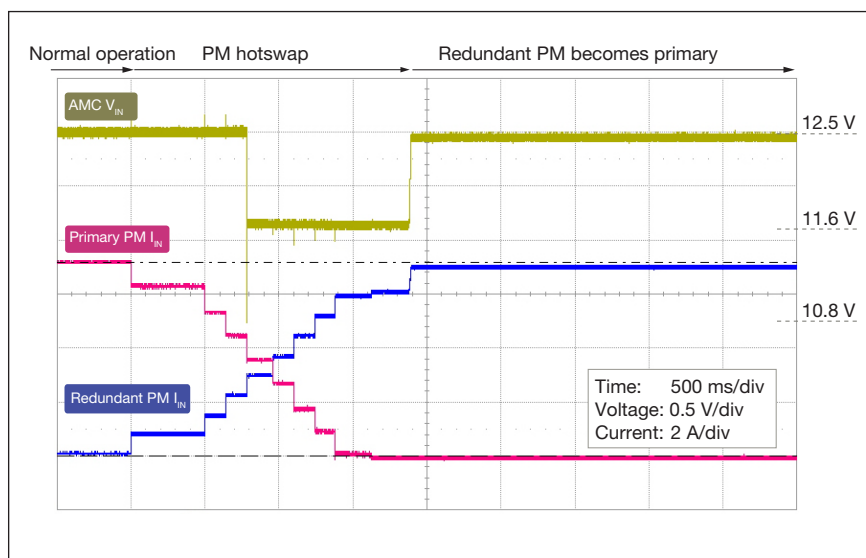 Normal operation PM hotswap Redundant PM becomes primary
AMC VIN
12.5 V
11.6 V
Primary PM IIN
10.8 V
Redundant PM IIN
Time: 500 ms/div
Voltage: 0.5 V/div
Current: 2 A/div